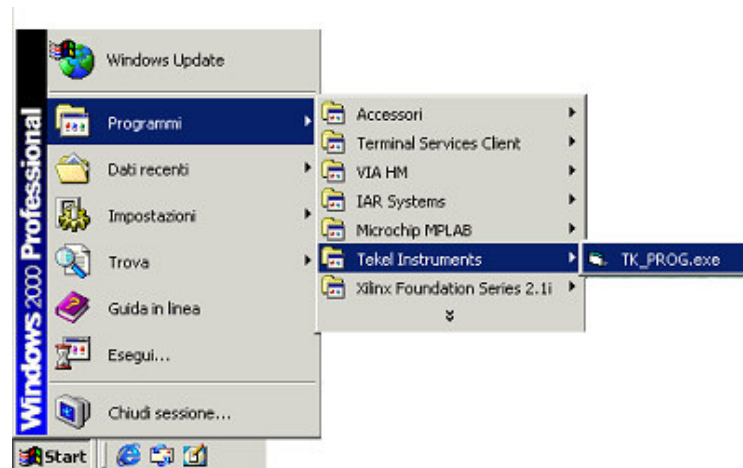 Windows 2000 Professional
Windows Update
Programmi
Dati recenti
Impostazioni
Trova
Guida in linea
Esegui...
Chiudi sessione...
Start
Accessori
Terminal Services Client
VIA HM
IAR Systems
Microchip MPLAB
Tekel Instruments
Xilinx Foundation Series 2.1i
TK_PROG.exe